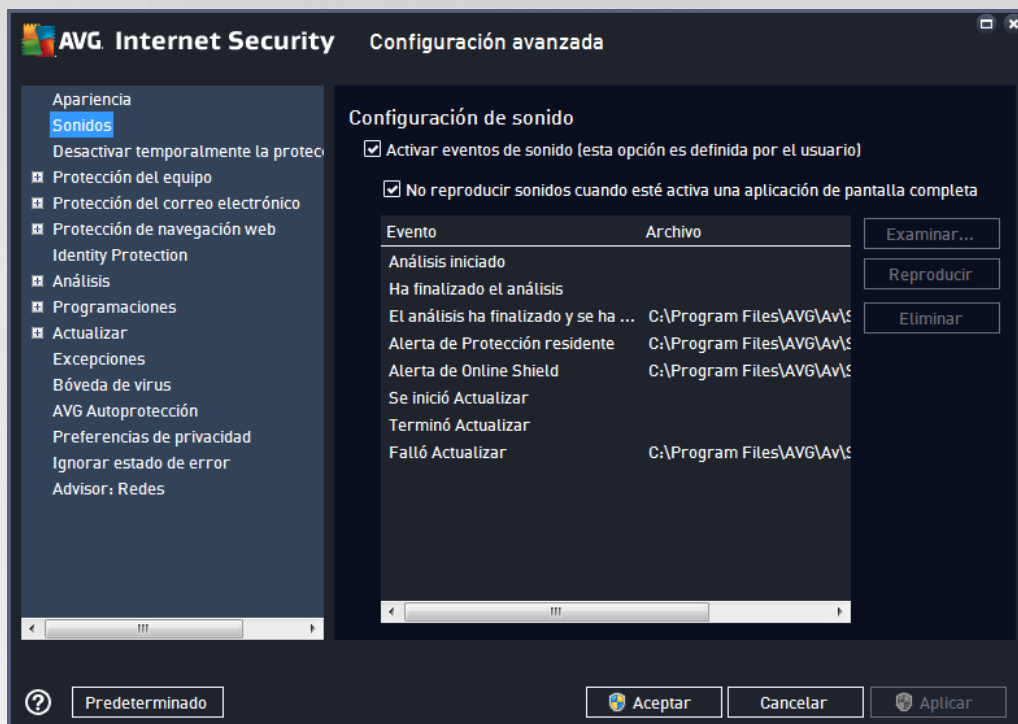 AVG. Internet Security Configuración avanzada
Apariencia
Sonidos
Desactivar temporalmente la protec
Protección del equipo
Protección del correo electrónico
Protección de navegación web
Identity Protection
Análisis
Programaciones
Actualizar
Excepciones
Bóveda de virus
AVG Autoprotección
Preferencias de privacidad
Ignorar estado de error
Advisor: Redes
Configuración de sonido
Activar eventos de sonido (esta opción es definida por el usuario)
No reproducir sonidos cuando esté activa una aplicación de pantalla completa
Evento Archivo
Análisis iniciado
Ha finalizado el análisis
El análisis ha finalizado y se ha ... C:\Program Files\AVG\Av\S
Alerta de Protección residente C:\Program Files\AVG\Av\S
Alerta de Online Shield C:\Program Files\AVG\Av\S
Se inició Actualizar
Terminó Actualizar
Falló Actualizar C:\Program Files\AVG\Av\S
Examinar...
Reproducir
Eliminar
? Predeterminado Aceptar Cancelar Aplicar